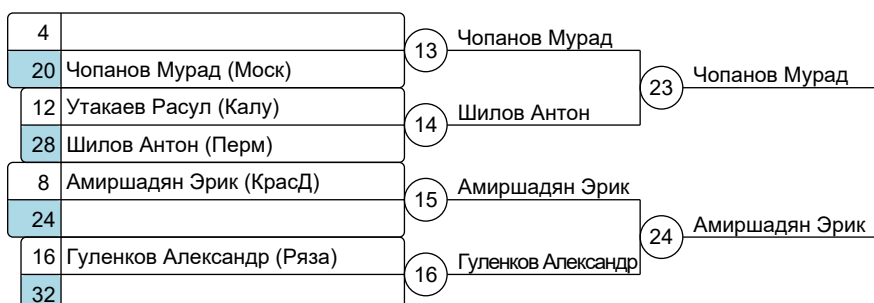 4
20 Чопанов Мурад (Моск)
12 Утакаев Расул (Калу)
28 Шилов Антон (Перм)
8 Амиршадян Эрик (КрасД)
24
16 Гуленков Александр (Ряза)
32
13 Чопанов Мурад
14 Шилов Антон
15 Амиршадян Эрик
16 Гуленков Александр
23 Чопанов Мурад
24 Амиршадян Эрик